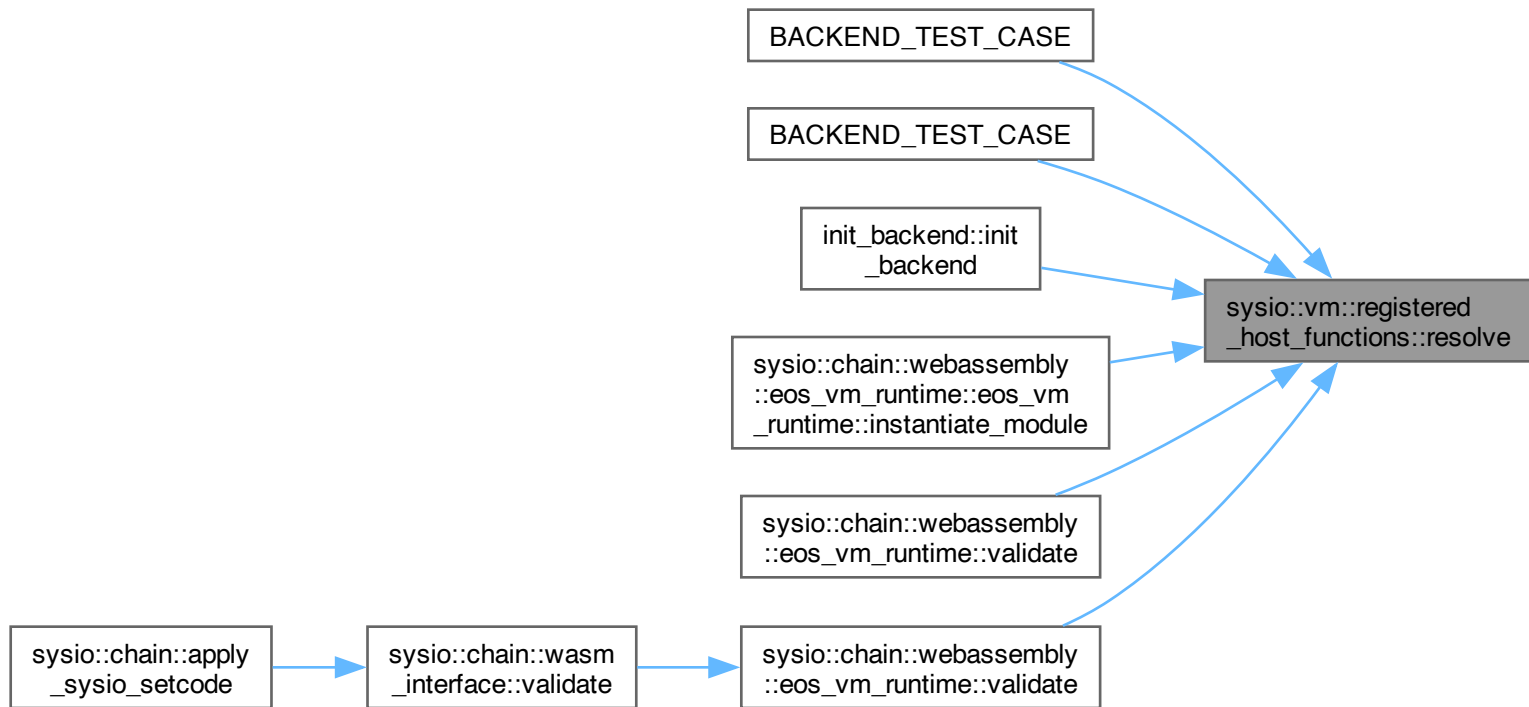 BACKEND_TEST_CASE
BACKEND_TEST_CASE
init_backend::init
_backend
sysio::vm::registered
_host_functions::resolve
sysio::chain::webassembly
::eos_vm_runtime::eos_vm
_runtime::instantiate_module
sysio::chain::webassembly
::eos_vm_runtime::validate
sysio::chain::apply
_sysio_setcode
sysio::chain::wasm
_interface::validate
sysio::chain::webassembly
::eos_vm_runtime::validate